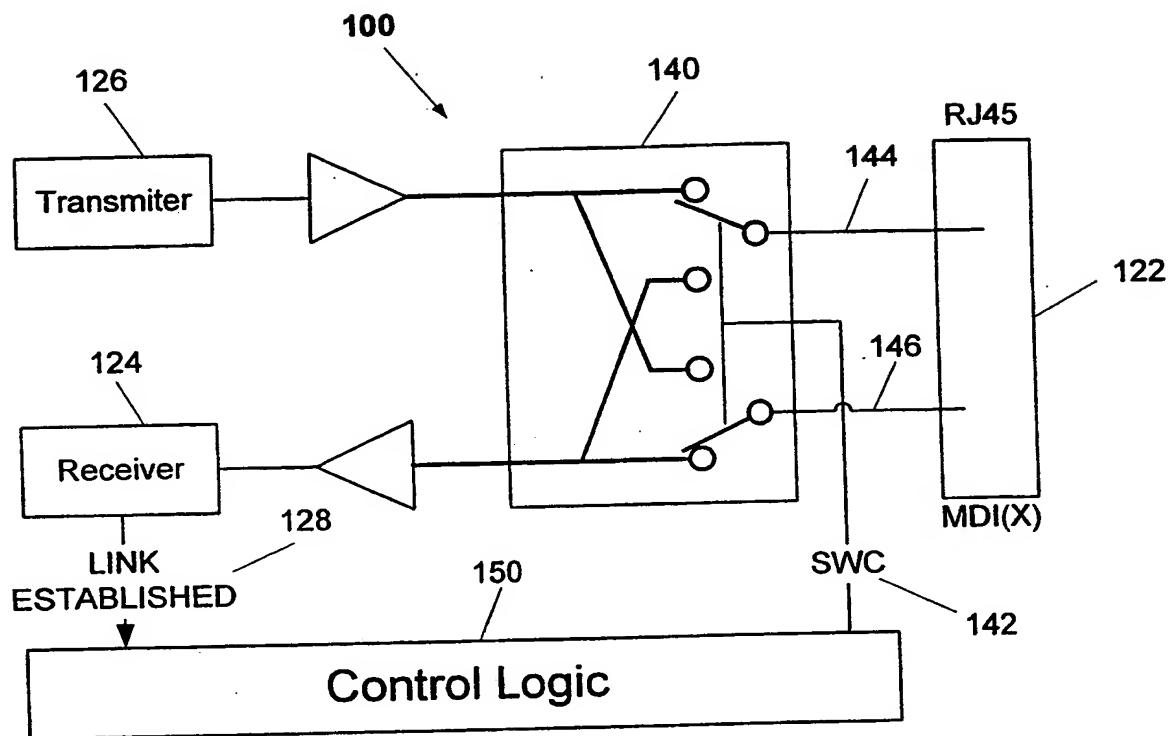 100
126
140
RJ45
144
Transmiter
122
124
146
Receiver
128
MDI(X)
LINK
ESTABLISHED
150
SWC
142
Control Logic